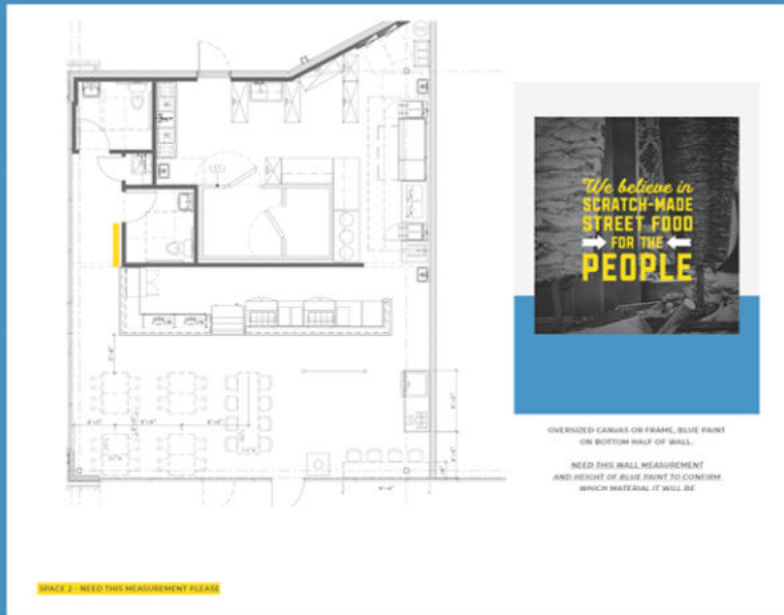 We believe in
SCRATCH-MADE
STREET FOOD
FOR THE
PEOPLE
OVERSIZED CANVAS OR FRAME, BLUE PAINT
ON BOTTOM HALF OF WALL.
NEED THIS WALL MEASUREMENT
AND HEIGHT OF BLUE PAINT TO CONFIRM
WHICH MATERIAL IT WILL BE
SPACE 2 - NEED THIS MEASUREMENT PLEASE